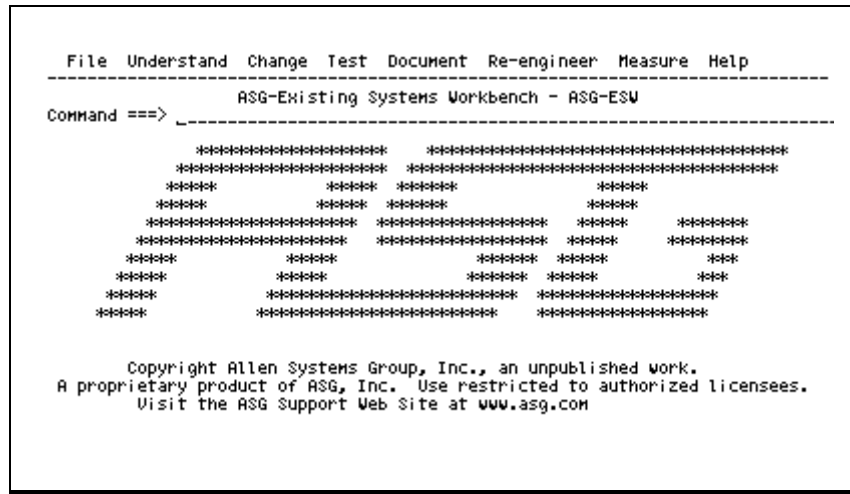 File  Understand  Change  Test  Document  Re-engineer  Measure  Help
ASG-Existing Systems Workbench - ASG-ESW
Command ===> _
ASG
Copyright Allen Systems Group, Inc., an unpublished work.
A proprietary product of ASG, Inc.  Use restricted to authorized licensees.
Visit the ASG Support Web Site at www.asg.com